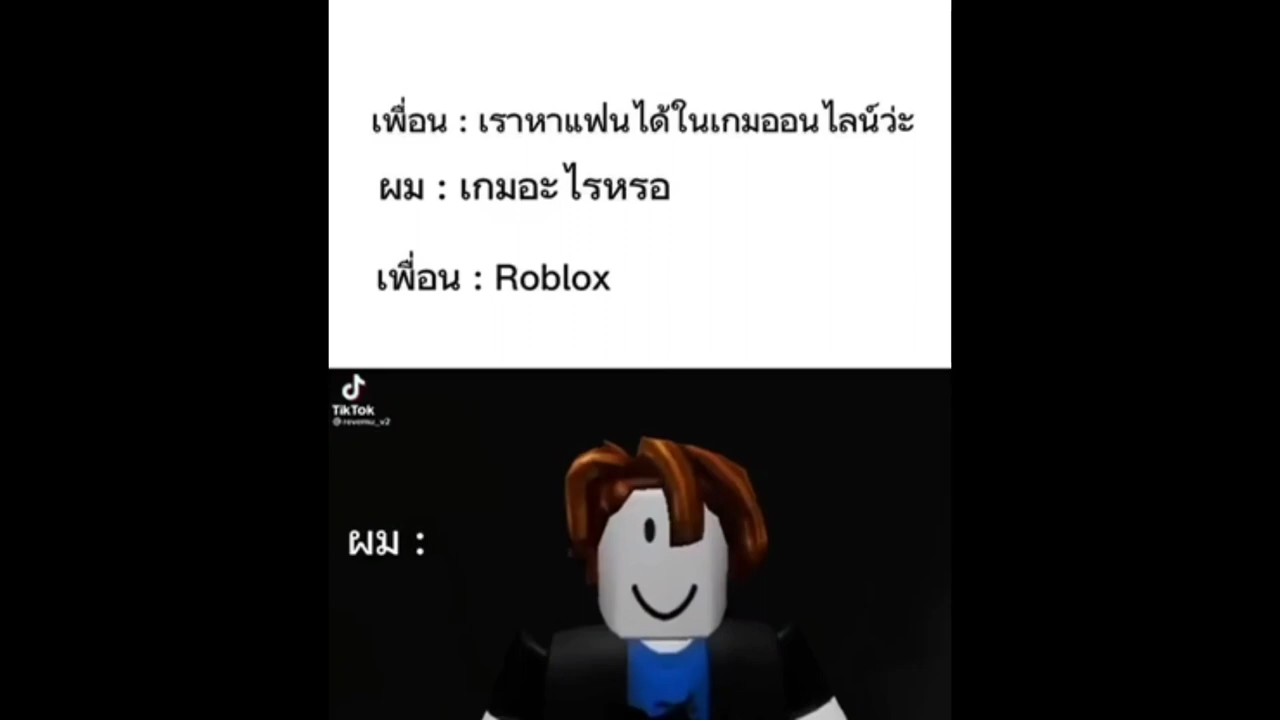 เพื่อน : เราหาแฟนได้ในเกมออนไลน์ว่ะ
ผม : เกมอะไรหรอ
เพื่อน : Roblox
TikTok
@revemu_v2
ผม :